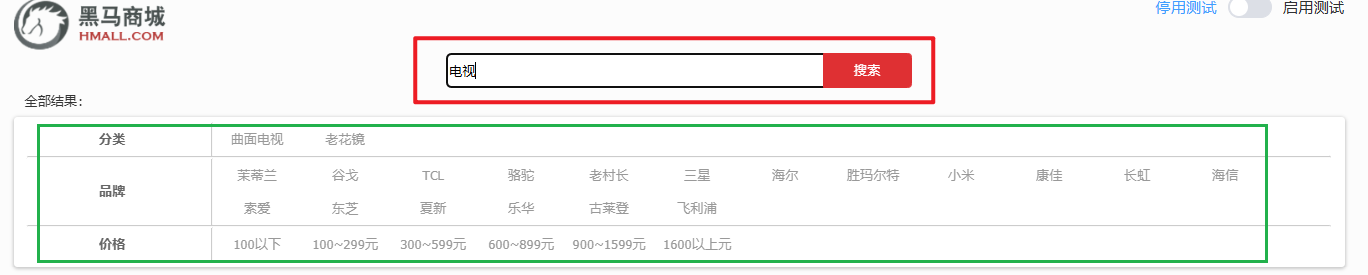 黑马商城
HMALL.COM
停用测试 启用测试
电视 搜索
全部结果:
分类 曲面电视 老花镜
品牌 茉蒂兰 谷戈 TCL 骆驼 老村长 三星 海尔 胜玛尔特 小米 康佳 长虹 海信
索爱 东芝 夏新 乐华 古莱登 飞利浦
价格 100以下 100~299元 300~599元 600~899元 900~1599元 1600以上元